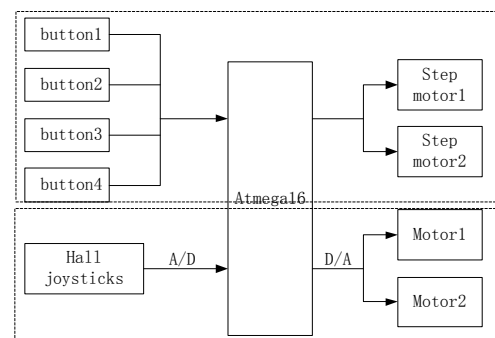 button1
button2
button3
button4
Step
motor1
Step
motor2
Atmega16
Hall
joysticks
A/D
D/A
Motor1
Motor2